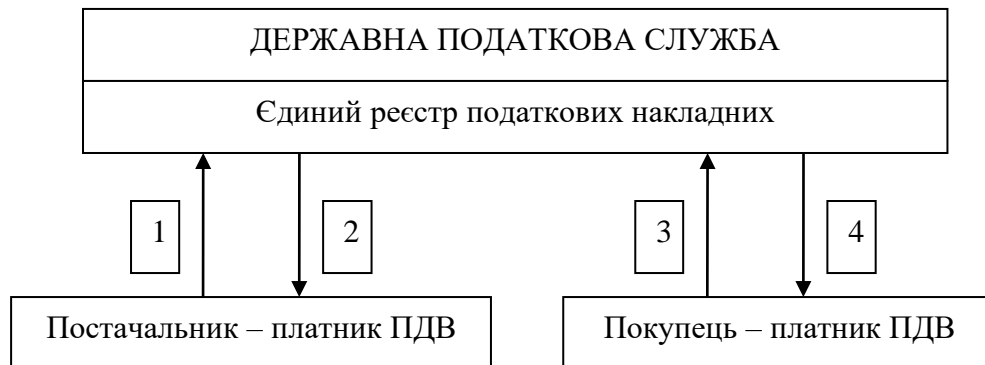 ДЕРЖАВНА ПОДАТКОВА СЛУЖБА
Єдиний реєстр податкових накладних
1
2
3
4
Постачальник – платник ПДВ
Покупець – платник ПДВ